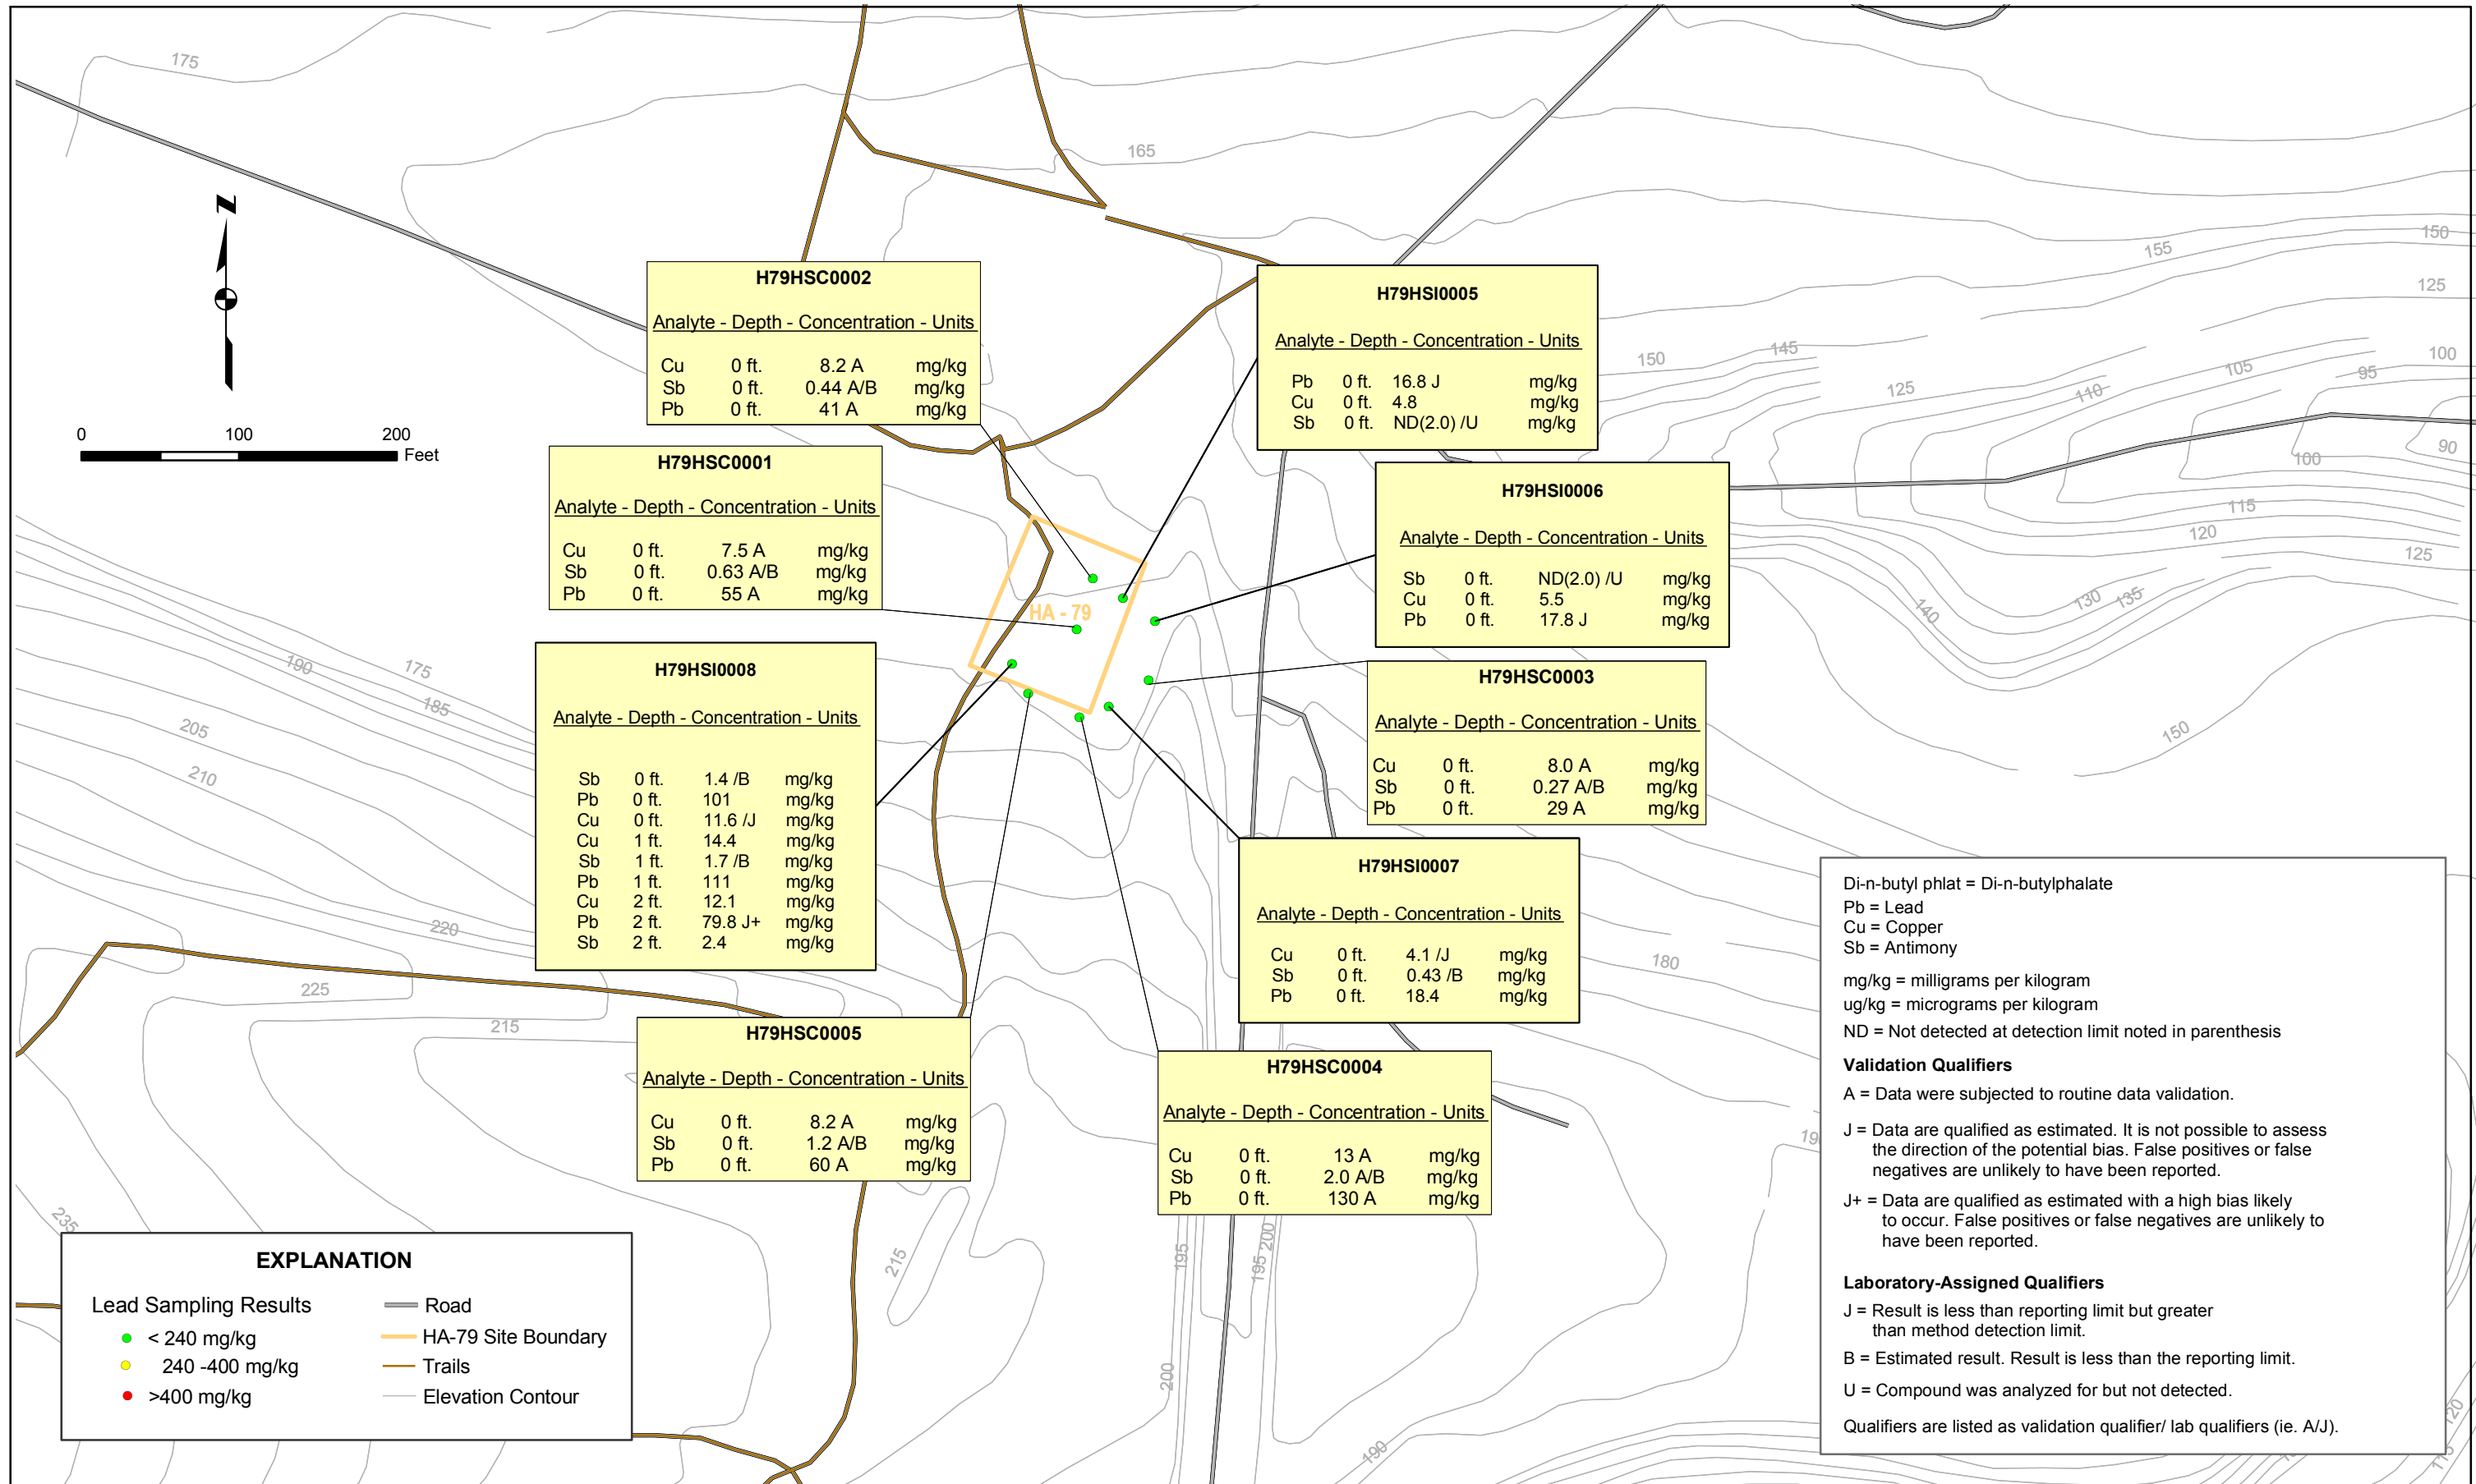 175
165
155
150
125
N
0 100 200
Feet
H79HSC0002
Analyte - Depth - Concentration - Units
Cu 0 ft. 8.2 A mg/kg
Sb 0 ft. 0.44 A/B mg/kg
Pb 0 ft. 41 A mg/kg
H79HSI0005
Analyte - Depth - Concentration - Units
Pb 0 ft. 16.8 J mg/kg
Cu 0 ft. 4.8 mg/kg
Sb 0 ft. ND(2.0) /U mg/kg
150
145
125
110
105
100
95
90
100
115
120
125
130
135
140
150
H79HSC0001
Analyte - Depth - Concentration - Units
Cu 0 ft. 7.5 A mg/kg
Sb 0 ft. 0.63 A/B mg/kg
Pb 0 ft. 55 A mg/kg
H79HSI0006
Analyte - Depth - Concentration - Units
Sb 0 ft. ND(2.0) /U mg/kg
Cu 0 ft. 5.5 mg/kg
Pb 0 ft. 17.8 J mg/kg
HA - 79
190
175
185
205
210
220
225
215
H79HSI0008
Analyte - Depth - Concentration - Units
Sb 0 ft. 1.4 /B mg/kg
Pb 0 ft. 101 mg/kg
Cu 0 ft. 11.6 /J mg/kg
Cu 1 ft. 14.4 mg/kg
Sb 1 ft. 1.7 /B mg/kg
Pb 1 ft. 111 mg/kg
Cu 2 ft. 12.1 mg/kg
Pb 2 ft. 79.8 J+ mg/kg
Sb 2 ft. 2.4 mg/kg
H79HSC0003
Analyte - Depth - Concentration - Units
Cu 0 ft. 8.0 A mg/kg
Sb 0 ft. 0.27 A/B mg/kg
Pb 0 ft. 29 A mg/kg
H79HSI0007
Analyte - Depth - Concentration - Units
Cu 0 ft. 4.1 /J mg/kg
Sb 0 ft. 0.43 /B mg/kg
Pb 0 ft. 18.4 mg/kg
180
H79HSC0005
Analyte - Depth - Concentration - Units
Cu 0 ft. 8.2 A mg/kg
Sb 0 ft. 1.2 A/B mg/kg
Pb 0 ft. 60 A mg/kg
H79HSC0004
Analyte - Depth - Concentration - Units
Cu 0 ft. 13 A mg/kg
Sb 0 ft. 2.0 A/B mg/kg
Pb 0 ft. 130 A mg/kg
235
215
195
195
200
200
190
120
EXPLANATION
Lead Sampling Results
< 240 mg/kg
240 -400 mg/kg
>400 mg/kg
Road
HA-79 Site Boundary
Trails
Elevation Contour
Di-n-butyl phlat = Di-n-butylphalate
Pb = Lead
Cu = Copper
Sb = Antimony
mg/kg = milligrams per kilogram
ug/kg = micrograms per kilogram
ND = Not detected at detection limit noted in parenthesis
Validation Qualifiers
A = Data were subjected to routine data validation.
J = Data are qualified as estimated. It is not possible to assess
the direction of the potential bias. False positives or false
negatives are unlikely to have been reported.
J+ = Data are qualified as estimated with a high bias likely
to occur. False positives or false negatives are unlikely to
have been reported.
Laboratory-Assigned Qualifiers
J = Result is less than reporting limit but greater
than method detection limit.
B = Estimated result. Result is less than the reporting limit.
U = Compound was analyzed for but not detected.
Qualifiers are listed as validation qualifier/ lab qualifiers (ie. A/J).